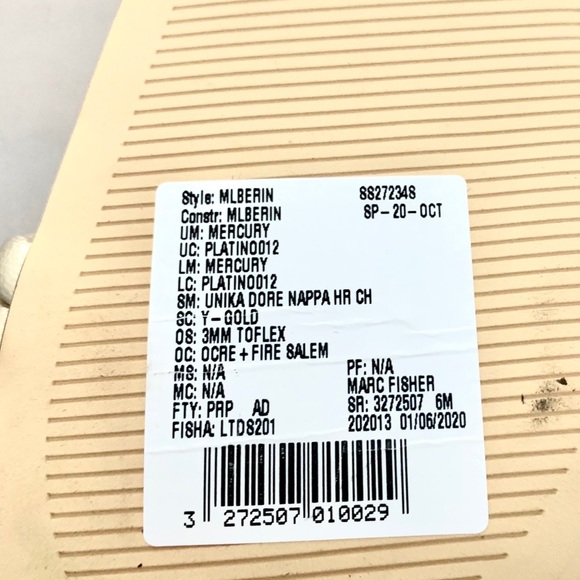 Style: MLBERIN SS27234S
Constr: MLBERIN SP-20-OCT
UM: MERCURY
UC: PLATINO012
LM: MERCURY
LC: PLATINO012
SM: UNIKA DORE NAPPA HR CH
SC: Y-GOLD
OS: 3MM TOFLEX
OC: OCRE + FIRE SALEM
MS: N/A PF: N/A
MC: N/A MARC FISHER
FTY: PRP AD SR: 3272507 6M
FISHA: LTDS201 202013 01/06/2020
3 272507 010029